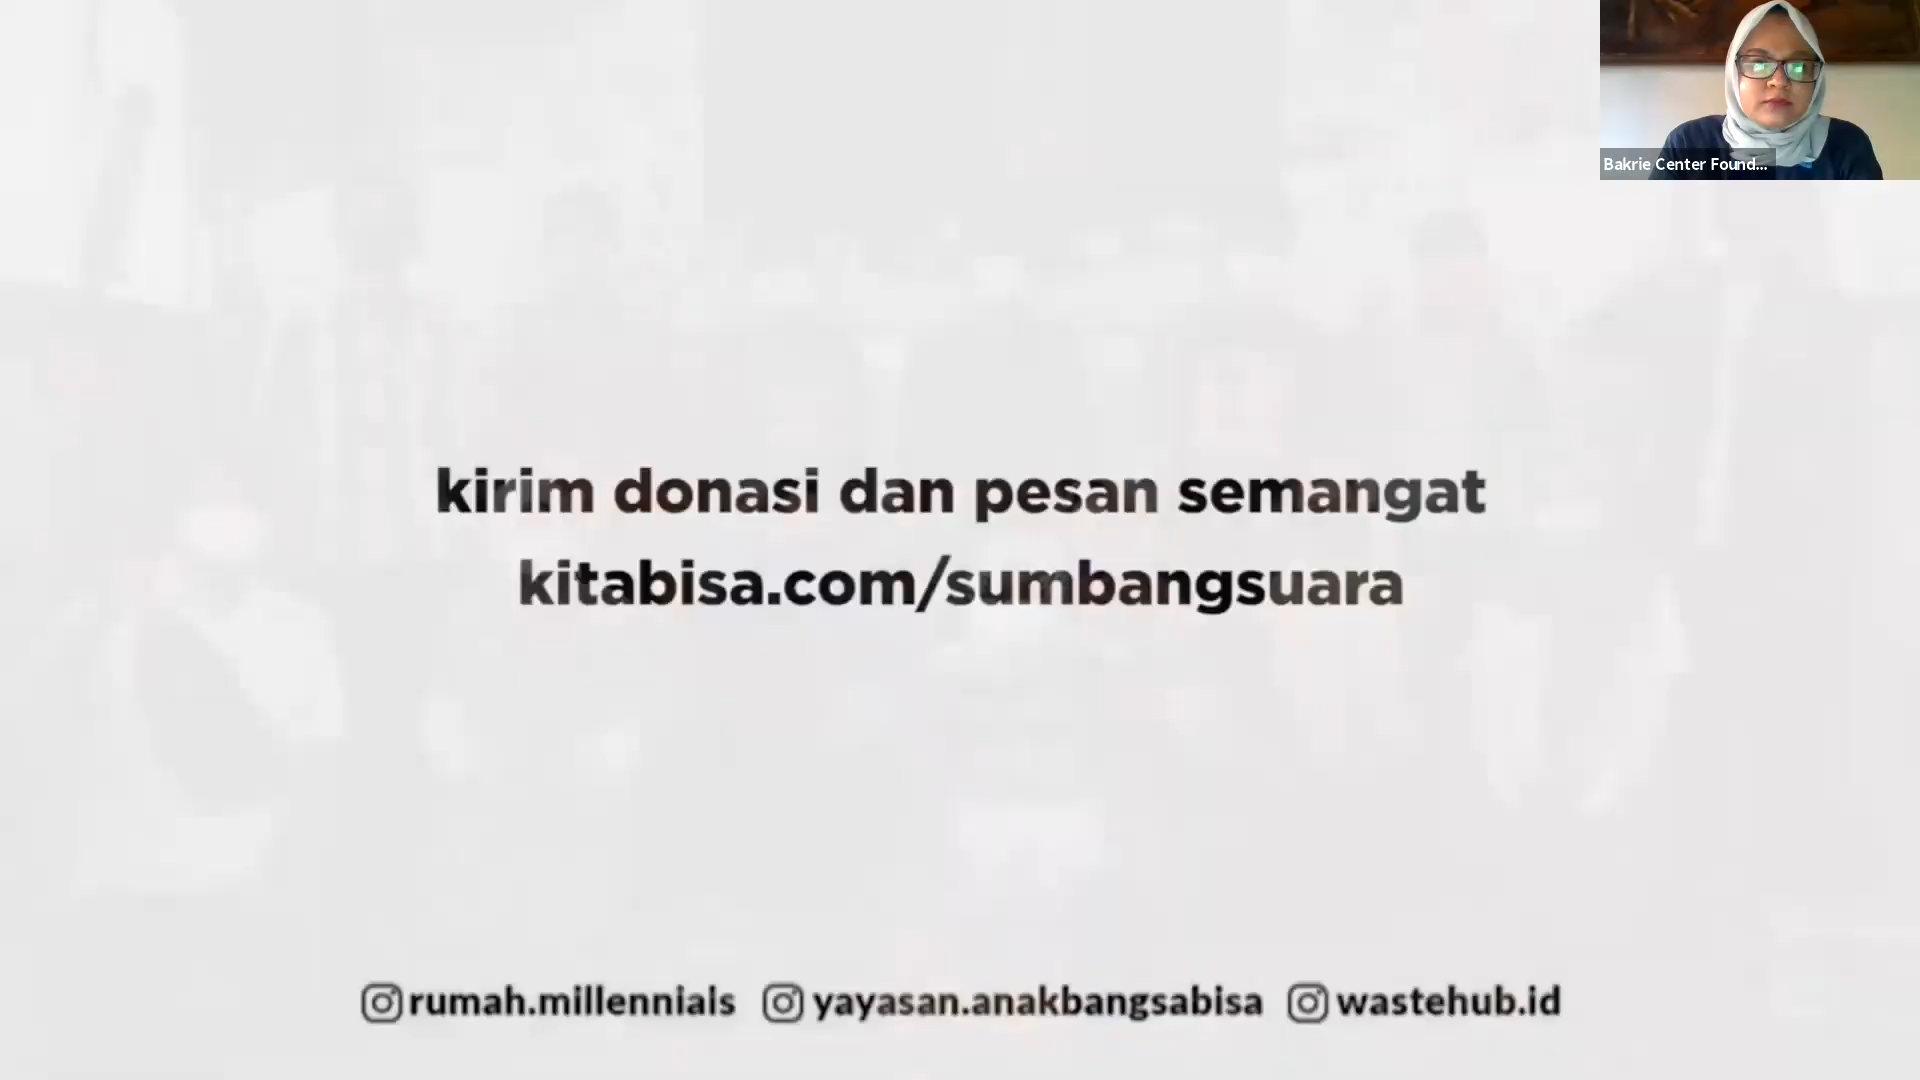 Bakrie Center Found...
kirim donasi dan pesan semangat
kitabisa.com/sumbangsuara
rumah.millennials yayasan.anakbangsabisa wastehub.id